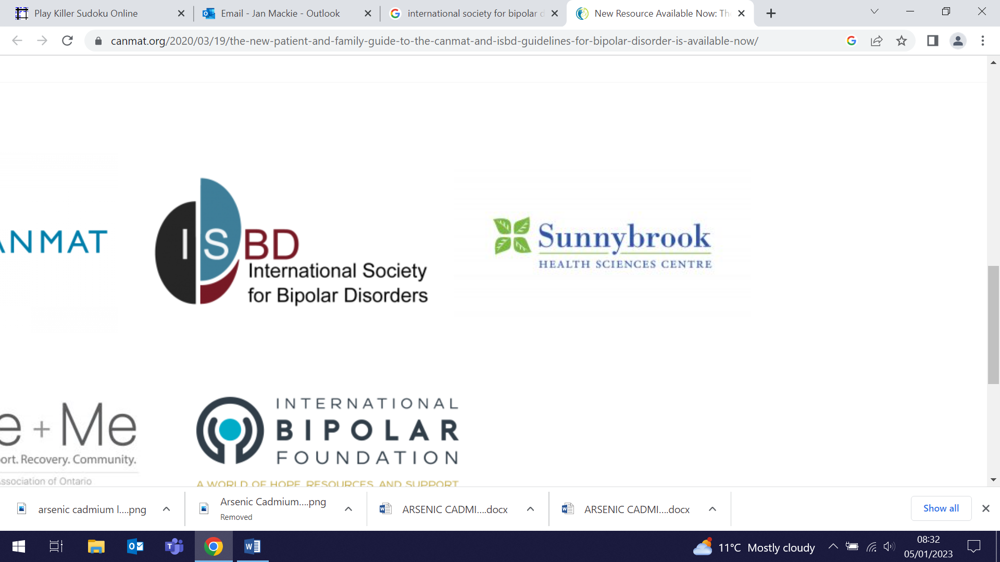 Play Killer Sudoku Online
Email - Jan Mackie - Outlook
international society for bipolar d
New Resource Available Now: Th
canmat.org/2020/03/19/the-new-patient-and-family-guide-to-the-canmat-and-isbd-guidelines-for-bipolar-disorder-is-available-now/
ANMAT
ISBD
International Society
for Bipolar Disorders
Sunnybrook
HEALTH SCIENCES CENTRE
e + Me
ort. Recovery. Community.
ssociation of Ontario
INTERNATIONAL
BIPOLAR
FOUNDATION
A WORLD OF HOPE, RESOURCES, AND SUPPORT
arsenic cadmium l....png
Arsenic Cadmium....png
Removed
ARSENIC CADMI....docx
ARSENIC CADMI....docx
Show all
11°C Mostly cloudy
08:32
05/01/2023